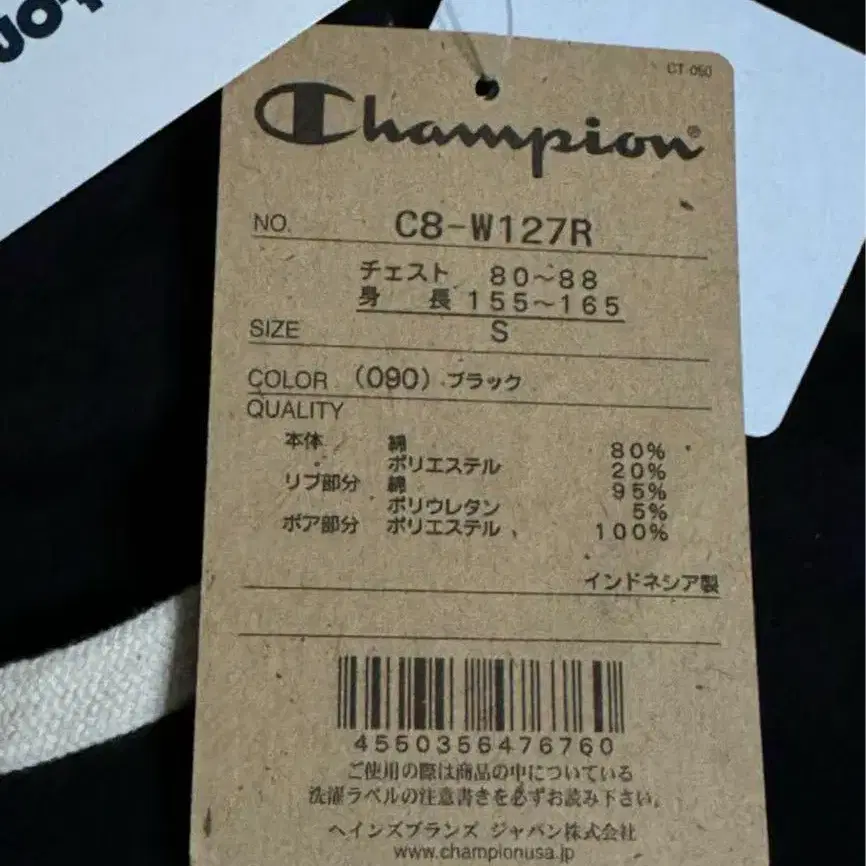 CT-050
Champion®
NO. C8-W127R
チェスト 80～88
身 長 155～165
SIZE S
COLOR (090) ブラック
QUALITY
本体 綿 80%
ポリエステル 20%
リブ部分 綿 95%
ポリウレタン 5%
ボア部分 ポリエステル 100%
インドネシア製
4550356476760
ご使用の際は商品の中についている
洗濯ラベルの注意書きを必ずお読み下さい。
ヘインズブランズ ジャパン株式会社
www.championusa.jp